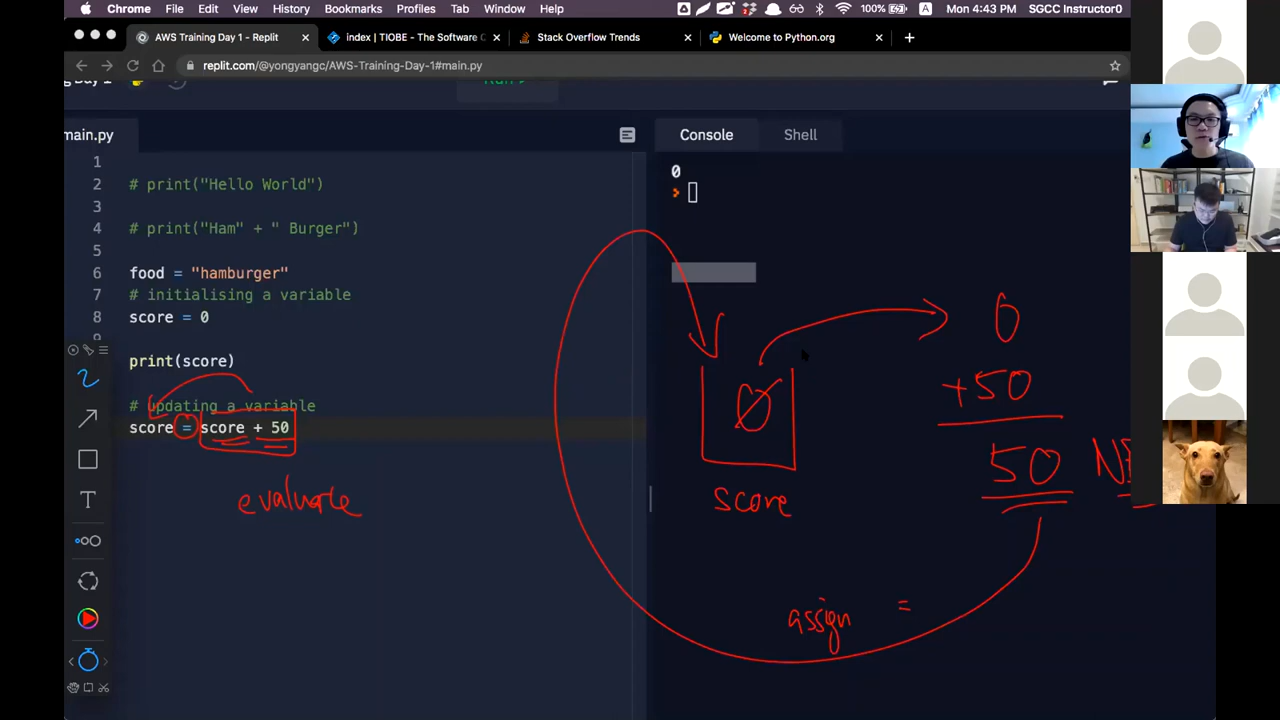 Chrome File Edit View History Bookmarks Profiles Tab Window Help 100% A Mon 4:43 PM SGCC Instructor0
AWS Training Day 1 - Replit index | TIOBE - The Software C Stack Overflow Trends Welcome to Python.org
replit.com/@yongyangc/AWS-Training-Day-1#main.py
g Day 1
main.py
Console Shell
1
2 # print("Hello World")
3
4 # print("Ham" + " Burger")
5
6 food = "hamburger"
7 # initialising a variable
8 score = 0
9
print(score)
# updating a variable
score = score + 50
evaluate
0
0
0
+50
50
score
assign =
T